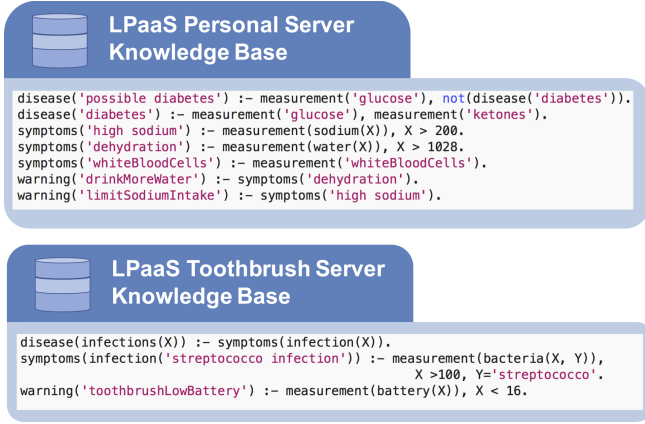 LPaaS Personal Server
Knowledge Base
disease('possible diabetes') :- measurement('glucose'), not(disease('diabetes')).
disease('diabetes') :- measurement('glucose'), measurement('ketones').
symptoms('high sodium') :- measurement(sodium(X)), X > 200.
symptoms('dehydration') :- measurement(water(X)), X > 1028.
symptoms('whiteBloodCells') :- measurement('whiteBloodCells').
warning('drinkMoreWater') :- symptoms('dehydration').
warning('limitSodiumIntake') :- symptoms('high sodium').
LPaaS Toothbrush Server
Knowledge Base
disease(infections(X)) :- symptoms(infection(X)).
symptoms(infection('streptococco infection')) :- measurement(bacteria(X, Y)),
X >100, Y='streptococco'.
warning('toothbrushLowBattery') :- measurement(battery(X)), X < 16.